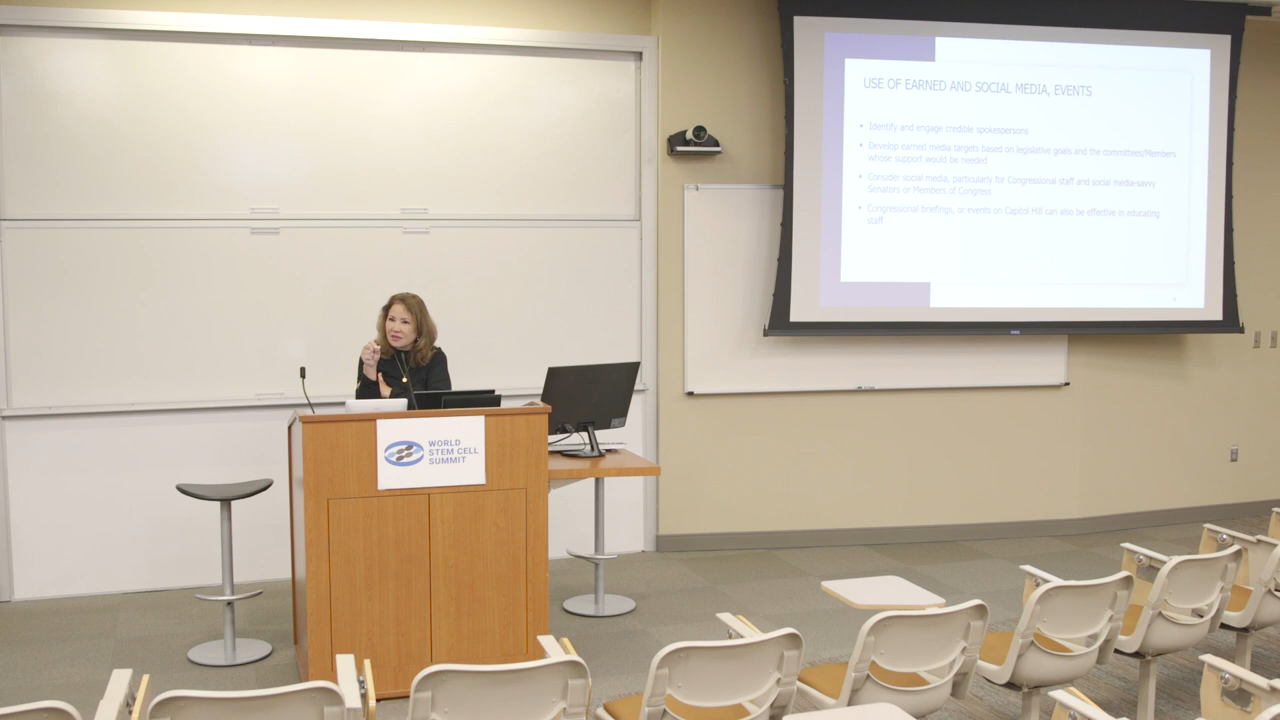 USE OF EARNED AND SOCIAL MEDIA, EVENTS
• Identify and engage credible spokespersons
• Develop earned media targets based on legislative goals and the committees/Members
whose support would be needed
• Consider social media, particularly for Congressional staff and social media-savvy
Senators or Members of Congress
• Congressional briefings, or events on Capitol Hill can also be effective in educating
staff
WORLD
STEM CELL
SUMMIT